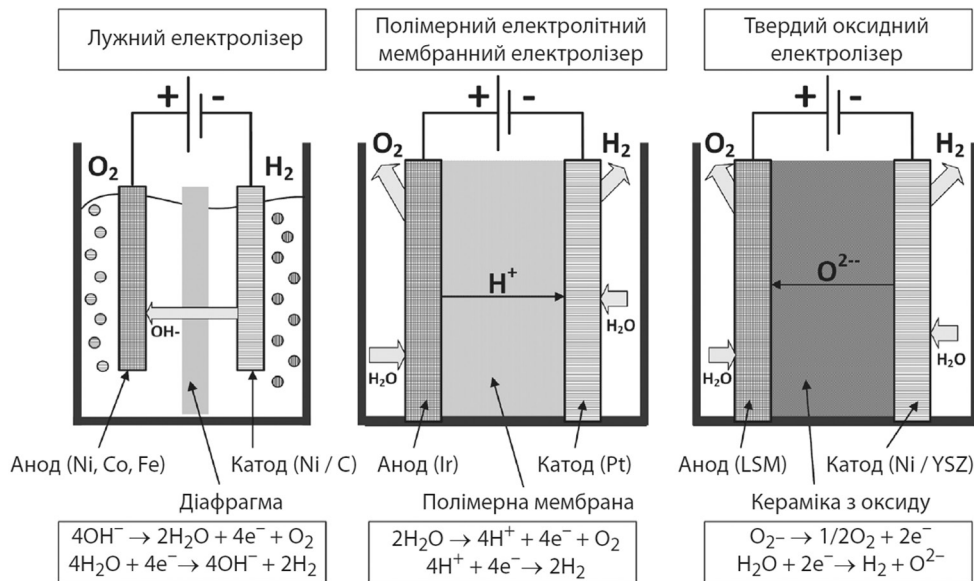 Лужний електролізер
+ -
O₂ H₂
OH-
Анод (Ni, Co, Fe) Катод (Ni / C)
Діафрагма
4OH⁻ → 2H₂O + 4e⁻ + O₂
4H₂O + 4e⁻ → 4OH⁻ + 2H₂
Полімерний електролітний
мембранний електролізер
+ -
O₂ H₂
H⁺
H₂O
H₂O
Анод (Ir) Катод (Pt)
Полімерна мембрана
2H₂O → 4H⁺ + 4e⁻ + O₂
4H⁺ + 4e⁻ → 2H₂
Твердий оксидний
електролізер
+ -
O₂ H₂
O²⁻⁻
H₂O
H₂O
Анод (LSM) Катод (Ni / YSZ)
Кераміка з оксиду
O₂₋ → 1/2O₂ + 2e⁻
H₂O + 2e⁻ → H₂ + O²⁻